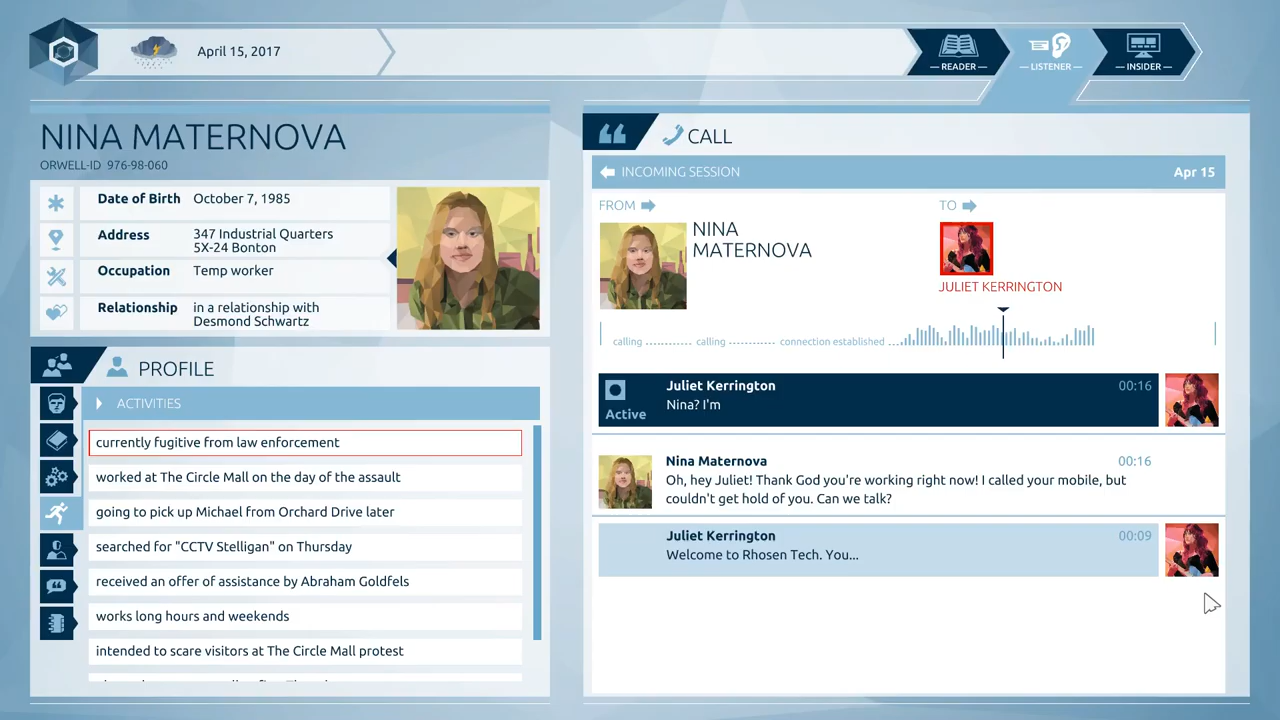 April 15, 2017
READER
LISTENER
INSIDER
NINA MATERNOVA
ORWELL-ID 976-98-060
Date of Birth October 7, 1985
Address 347 Industrial Quarters
5X-24 Bonton
Occupation Temp worker
Relationship in a relationship with
Desmond Schwartz
PROFILE
ACTIVITIES
currently fugitive from law enforcement
worked at The Circle Mall on the day of the assault
going to pick up Michael from Orchard Drive later
searched for "CCTV Stelligan" on Thursday
received an offer of assistance by Abraham Goldfels
works long hours and weekends
intended to scare visitors at The Circle Mall protest
CALL
INCOMING SESSION Apr 15
FROM
NINA
MATERNOVA
TO
JULIET KERRINGTON
calling ........... calling ........... connection established ...
Juliet Kerrington 00:16
Nina? I'm
Active
Nina Maternova 00:16
Oh, hey Juliet! Thank God you're working right now! I called your mobile, but
couldn't get hold of you. Can we talk?
Juliet Kerrington 00:09
Welcome to Rhosen Tech. You...